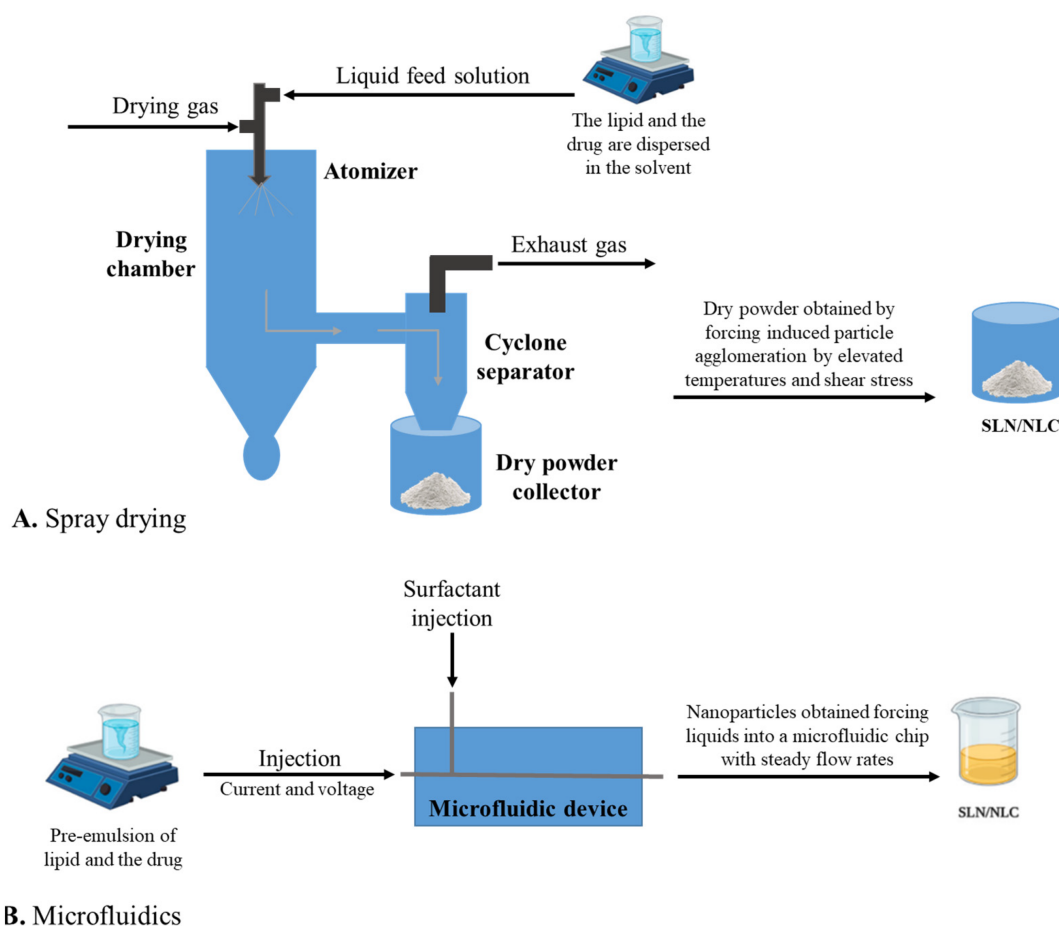 Liquid feed solution
Drying gas
The lipid and the
drug are dispersed
in the solvent
Atomizer
Drying
chamber
Exhaust gas
Cyclone
separator
Dry powder obtained by
forcing induced particle
agglomeration by elevated
temperatures and shear stress
SLN/NLC
Dry powder
collector
A. Spray drying
Surfactant
injection
Injection
Current and voltage
Microfluidic device
Nanoparticles obtained forcing
liquids into a microfluidic chip
with steady flow rates
SLN/NLC
Pre-emulsion of
lipid and the drug
B. Microfluidics